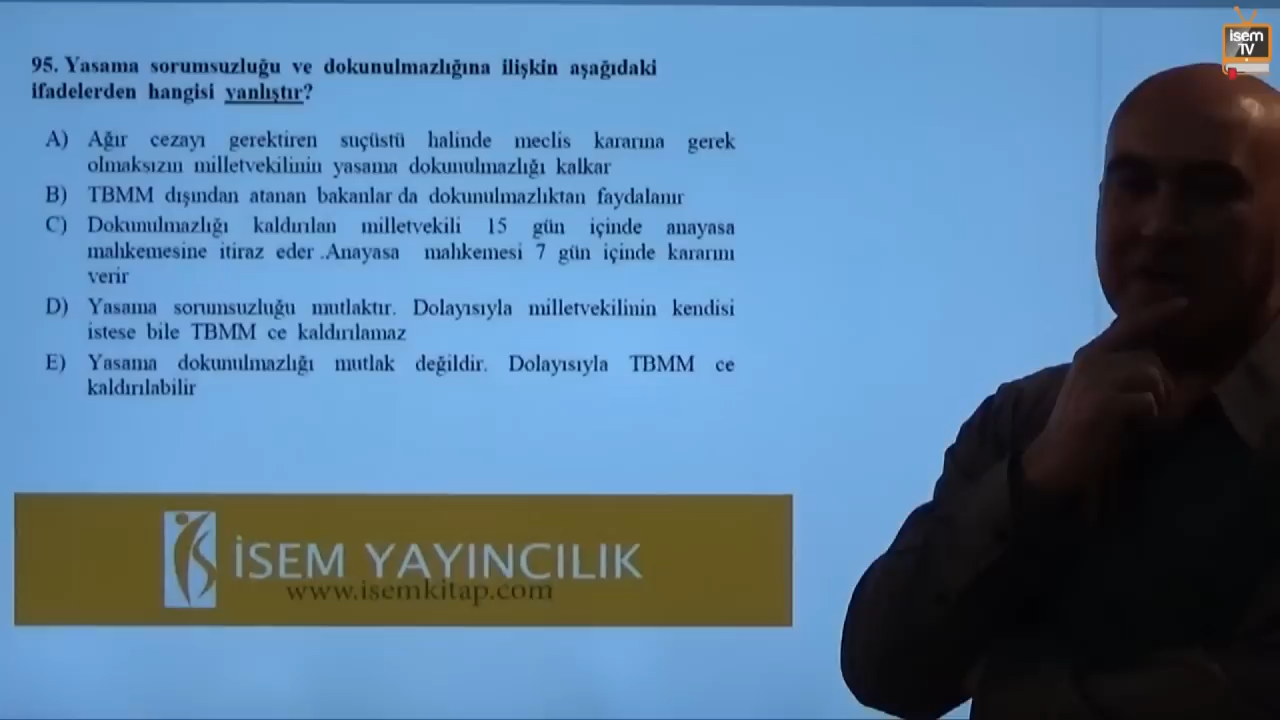 isem
TV
95. Yasama sorumsuzluğu ve dokunulmazlığına ilişkin aşağıdaki
ifadelerden hangisi yanlıştır?
A) Ağır cezayı gerektiren suçüstü halinde meclis kararına gerek
olmaksızın milletvekilinin yasama dokunulmazlığı kalkar
B) TBMM dışından atanan bakanlar da dokunulmazlıktan faydalanır
C) Dokunulmazlığı kaldırılan milletvekili 15 gün içinde anayasa
mahkemesine itiraz eder .Anayasa mahkemesi 7 gün içinde kararını
verir
D) Yasama sorumsuzluğu mutlaktır. Dolayısıyla milletvekilinin kendisi
istese bile TBMM ce kaldırılamaz
E) Yasama dokunulmazlığı mutlak değildir. Dolayısıyla TBMM ce
kaldırılabilir
İSEM YAYINCILIK
www.isemkitap.com